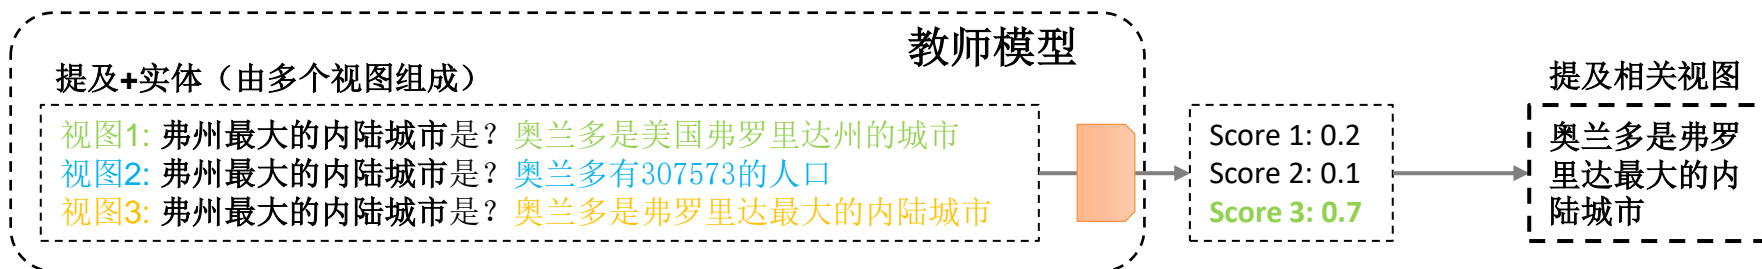 教师模型
提及+实体（由多个视图组成）
视图1: 弗州最大的内陆城市是？奥兰多是美国弗罗里达州的城市
视图2: 弗州最大的内陆城市是？奥兰多有307573的人口
视图3: 弗州最大的内陆城市是？奥兰多是弗罗里达最大的内陆城市
Score 1: 0.2
Score 2: 0.1
Score 3: 0.7
提及相关视图
奥兰多是弗罗
里达最大的内
陆城市